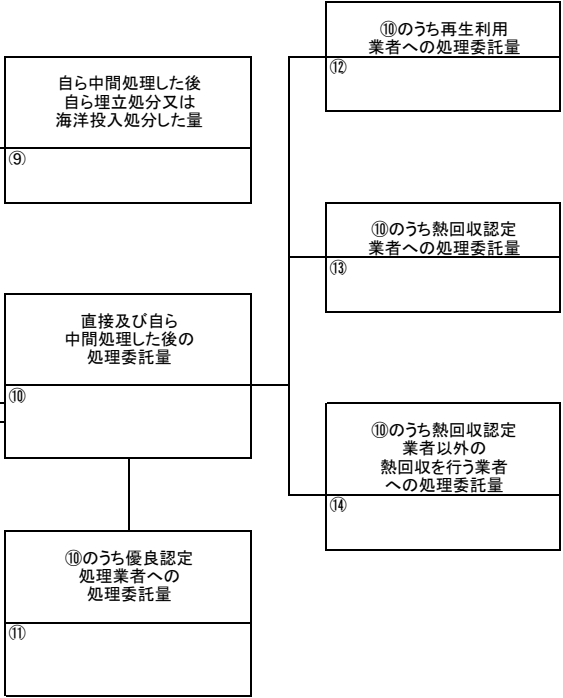 自ら中間処理した後
自ら埋立処分又は
海洋投入処分した量
⑨
直接及び自ら
中間処理した後の
処理委託量
⑩
⑩のうち優良認定
処理業者への
処理委託量
⑪
⑩のうち再生利用
業者への処理委託量
⑫
⑩のうち熱回収認定
業者への処理委託量
⑬
⑩のうち熱回収認定
業者以外の
熱回収を行う業者
への処理委託量
⑭